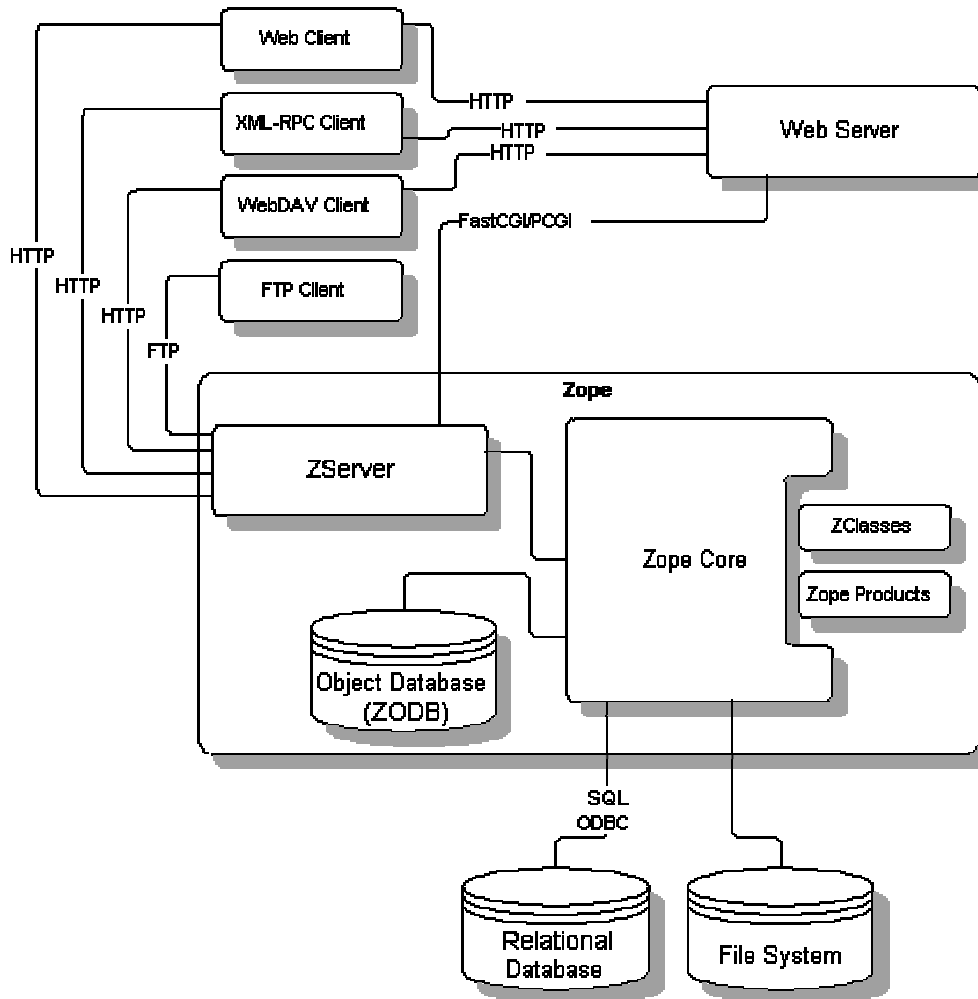 Web Client
HTTP
XML-RPC Client
HTTP
Web Server
HTTP
WebDAV Client
FastCGI/PCGI
HTTP
HTTP
FTP Client
HTTP
FTP
Zope
ZServer
ZClasses
Zope Core
Zope Products
Object Database
(ZODB)
SQL
ODBC
Relational
Database
File System